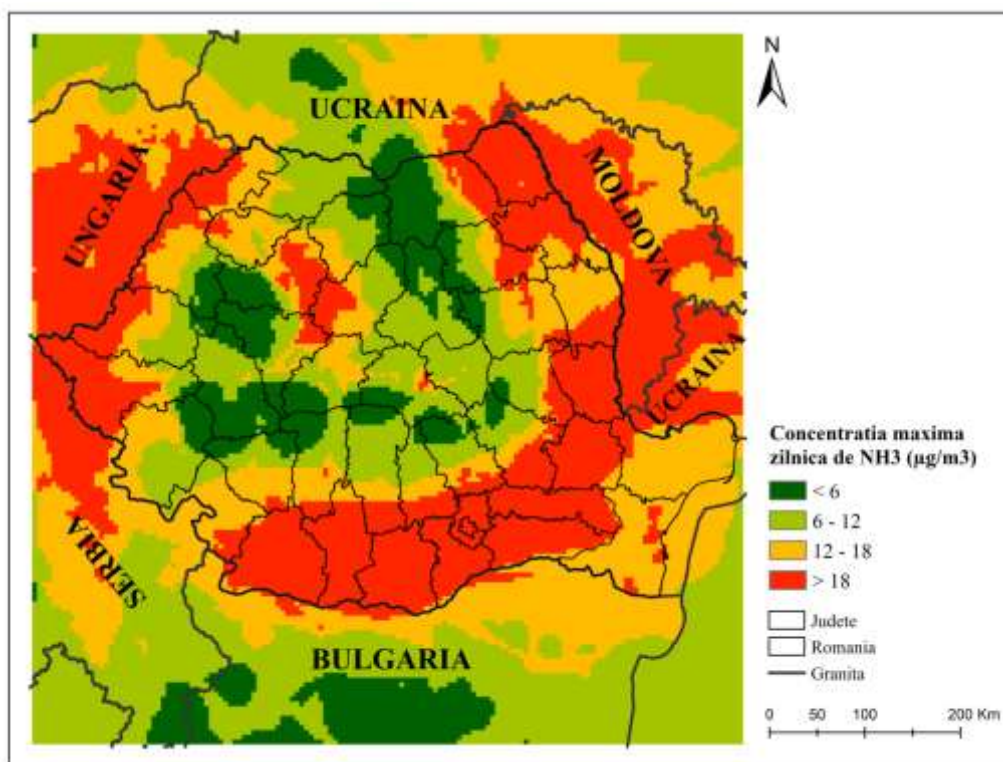 N
UCRAINA
UNGARIA
MOLDOVA
UCRAINA
SERBIA
BULGARIA
Concentratia maxima
zilnica de NH3 (µg/m3)
< 6
6 - 12
12 - 18
> 18
Judete
Romania
Granita
0 50 100 200 Km